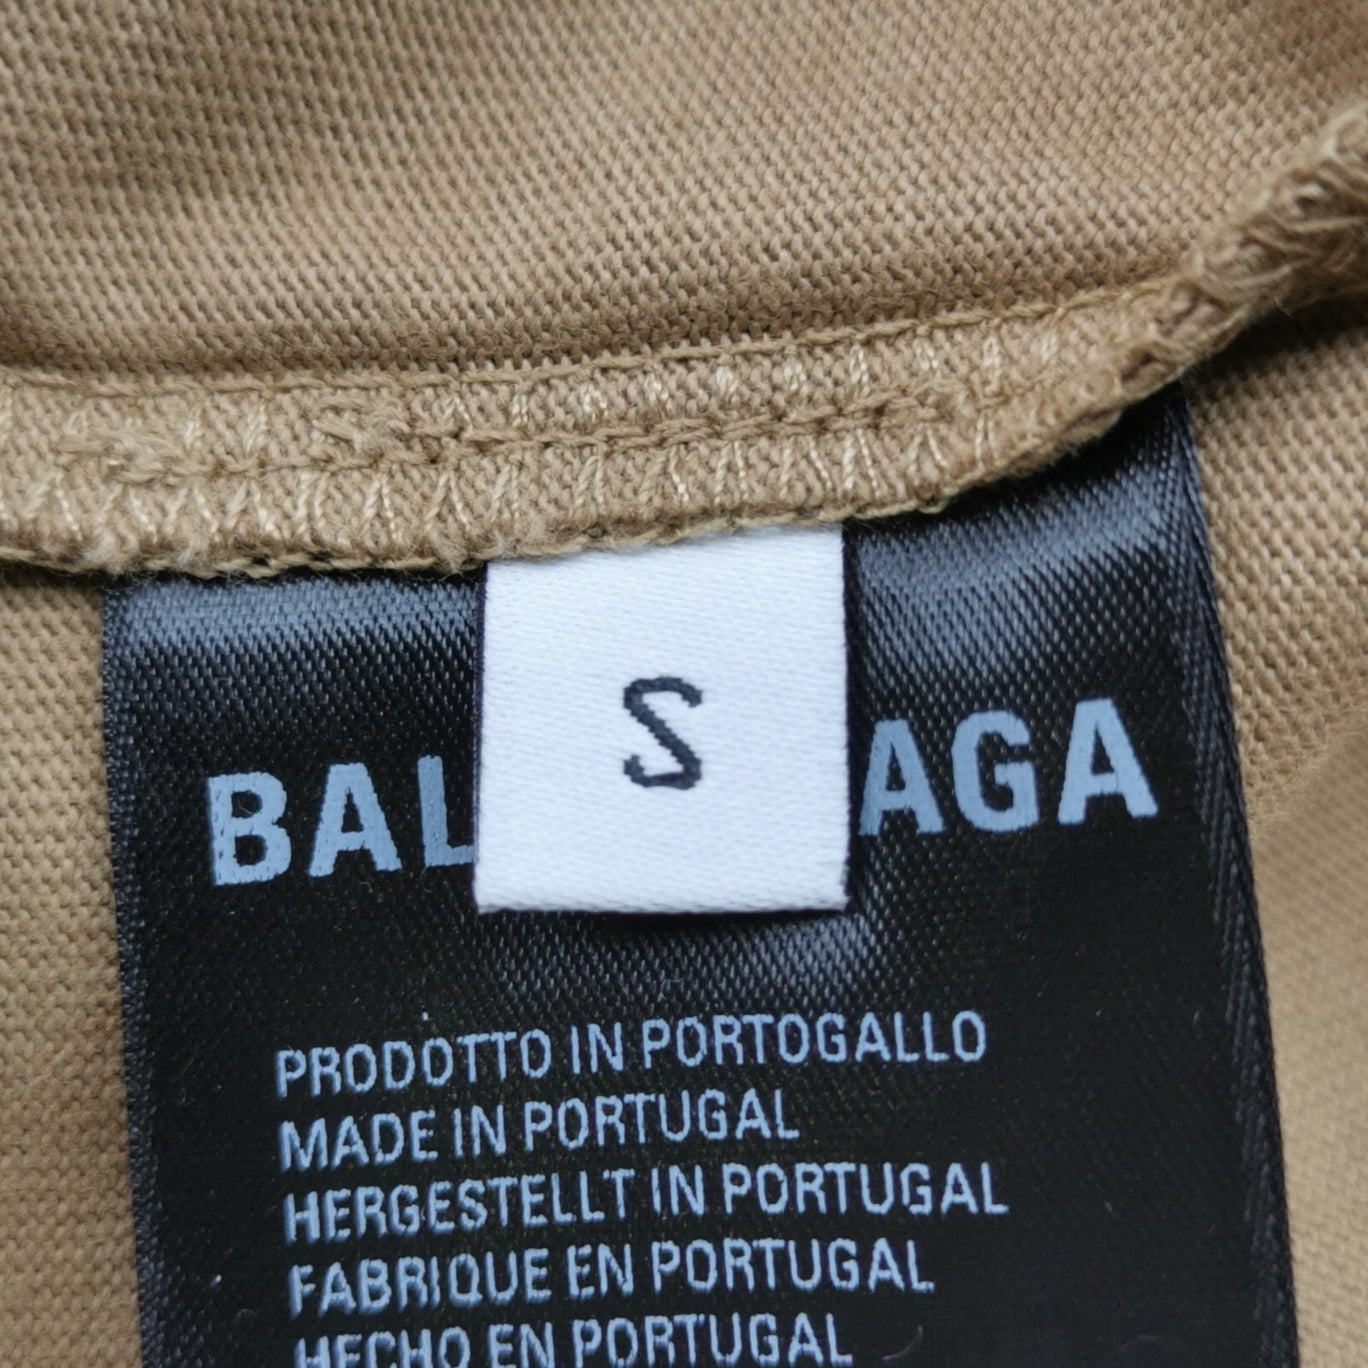 S
BAL AGA
PRODOTTO IN PORTOGALLO
MADE IN PORTUGAL
HERGESTELLT IN PORTUGAL
FABRIQUE EN PORTUGAL
HECHO EN PORTUGAL